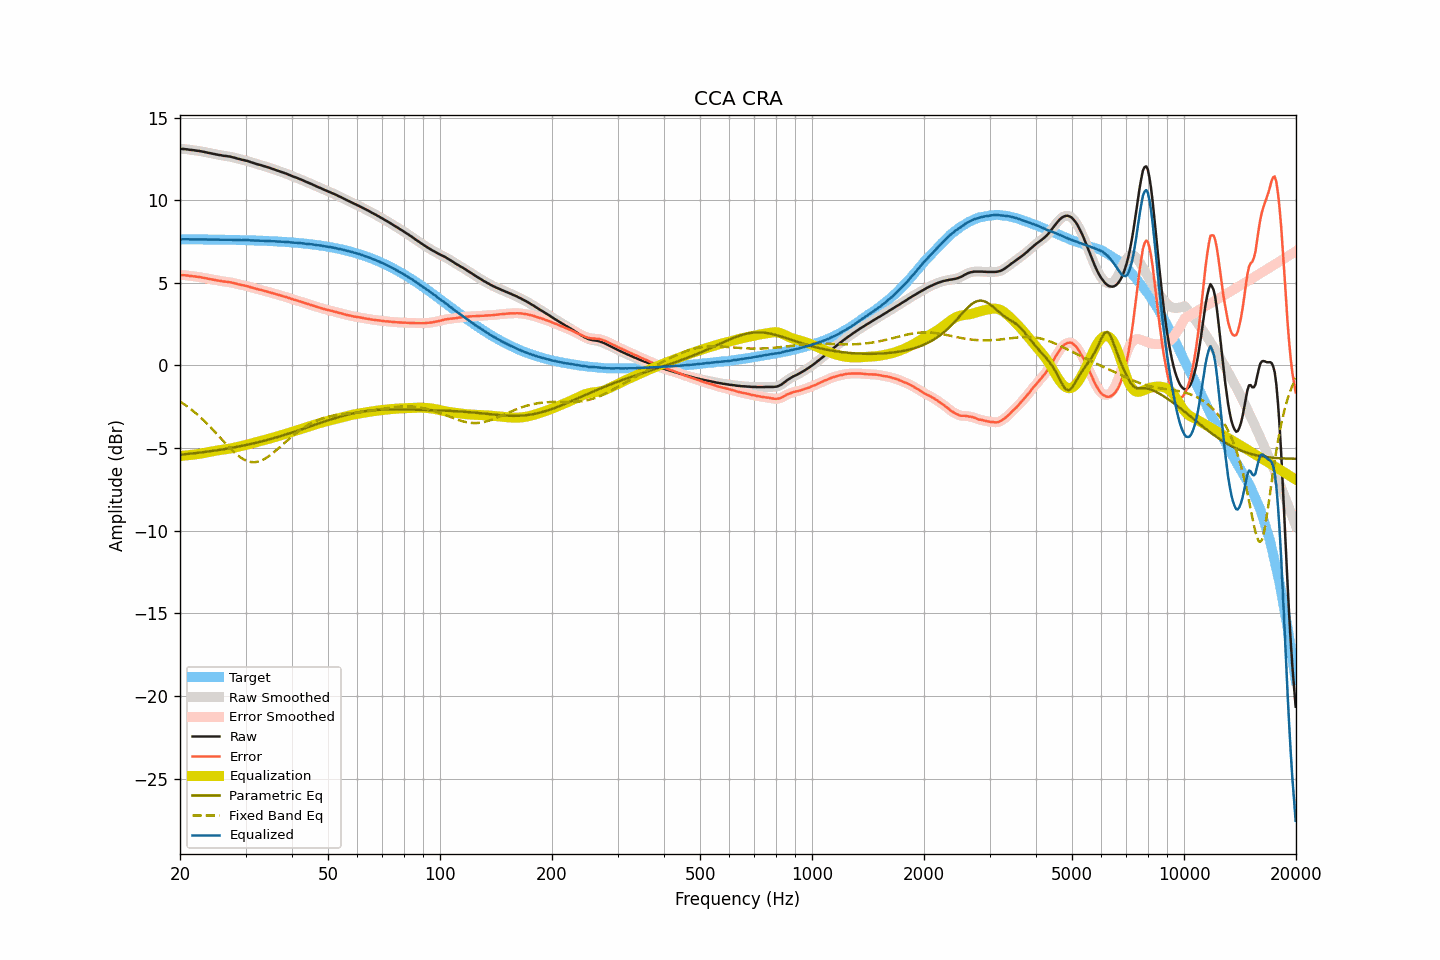 CCA CRA
15
10
5
0
−5
−10
−15
−20
−25
Amplitude (dBr)
Target
Raw Smoothed
Error Smoothed
Raw
Error
Equalization
Parametric Eq
Fixed Band Eq
Equalized
20 50 100 200 500 1000 2000 5000 10000 20000
Frequency (Hz)